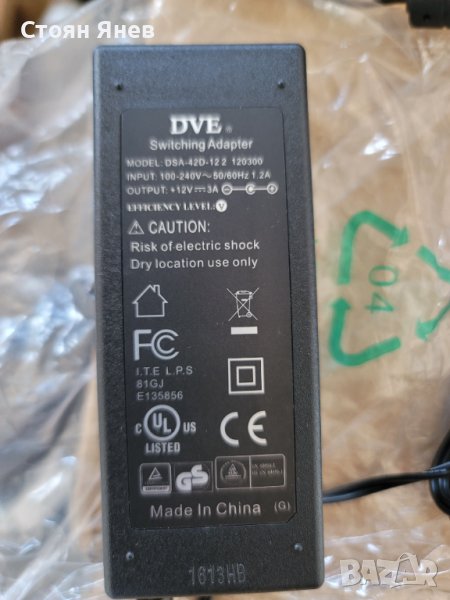 Стоян Янев
DVE ®
Switching Adapter
MODEL: DSA-42D-12 2 120300
INPUT: 100-240V~50/60Hz 1.2A
OUTPUT: +12V⎓3A
EFFICIENCY LEVEL: V
CAUTION:
Risk of electric shock
Dry location use only
FC
I.T.E L.P.S
81GJ
E135856
C UL US
LISTED
CE
GS
Made In China (G)
1613HB
04
bazar